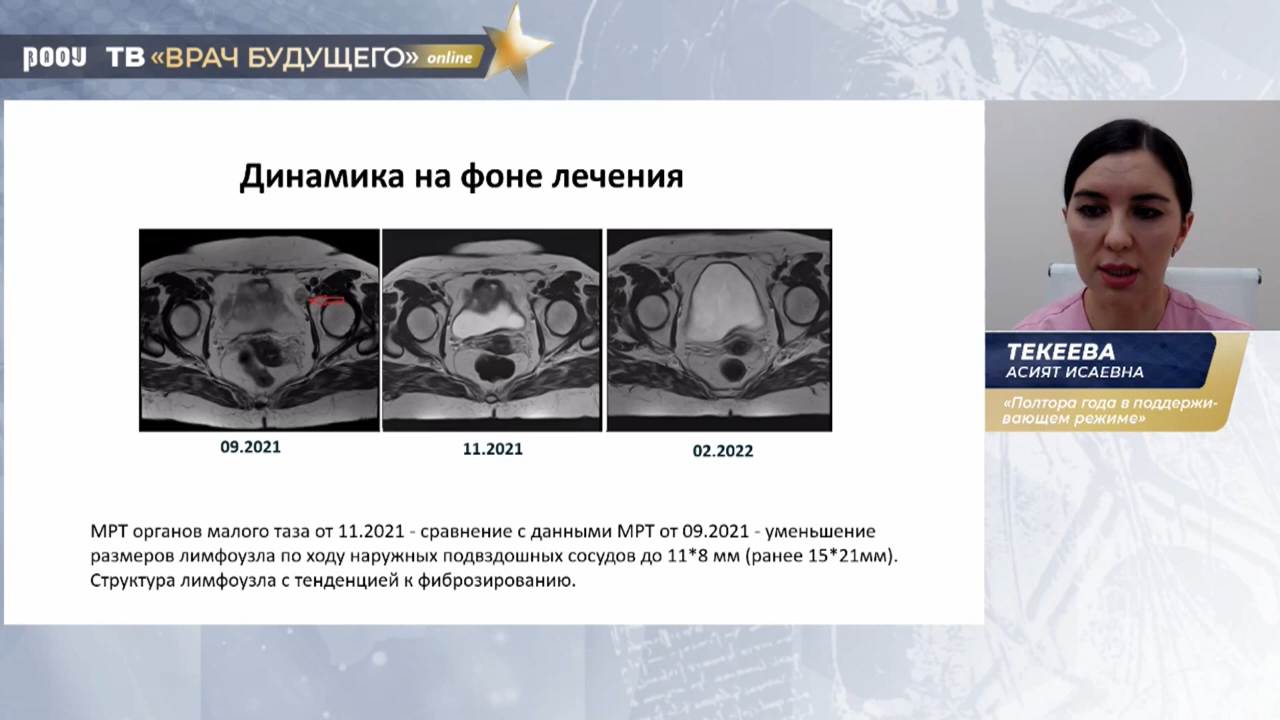 РООУ ТВ «ВРАЧ БУДУЩЕГО» online
Динамика на фоне лечения
09.2021
11.2021
02.2022
МРТ органов малого таза от 11.2021 - сравнение с данными МРТ от 09.2021 - уменьшение
размеров лимфоузла по ходу наружных подвздошных сосудов до 11*8 мм (ранее 15*21мм).
Структура лимфоузла с тенденцией к фиброзированию.
ТЕКЕЕВА
АСИЯТ ИСАЕВНА
«Полтора года в поддержи-
вающем режиме»